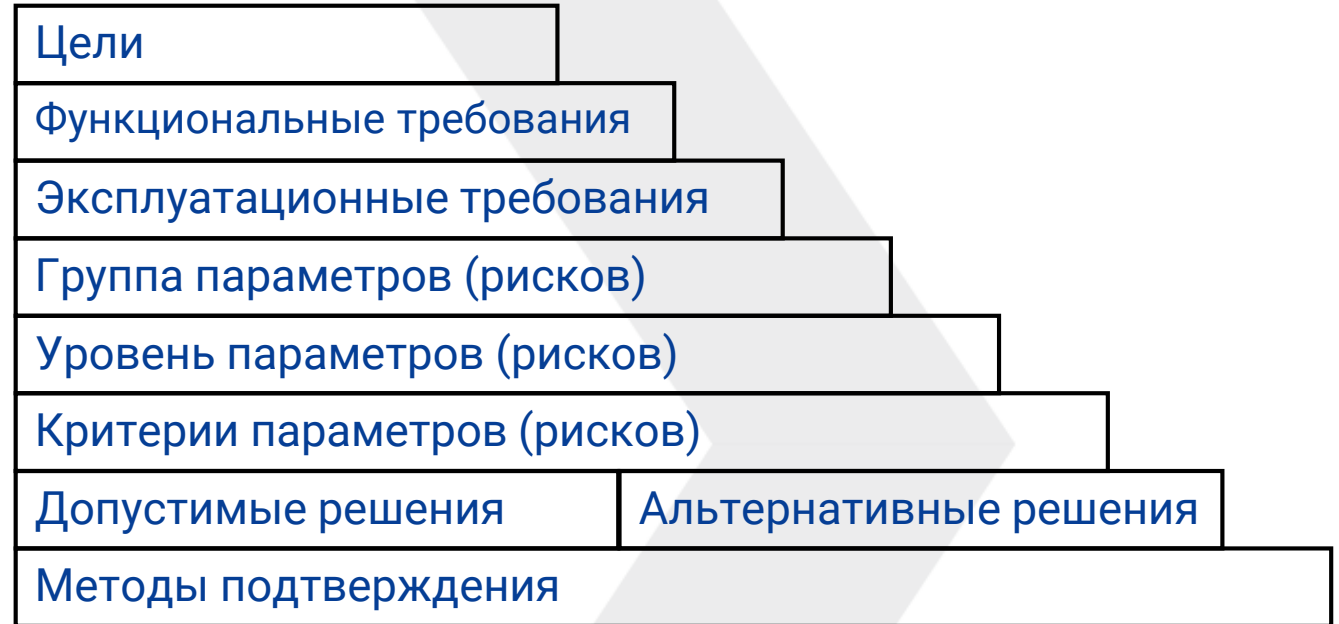 Цели
Функциональные требования
Эксплуатационные требования
Группа параметров (рисков)
Уровень параметров (рисков)
Критерии параметров (рисков)
Допустимые решения Альтернативные решения
Методы подтверждения